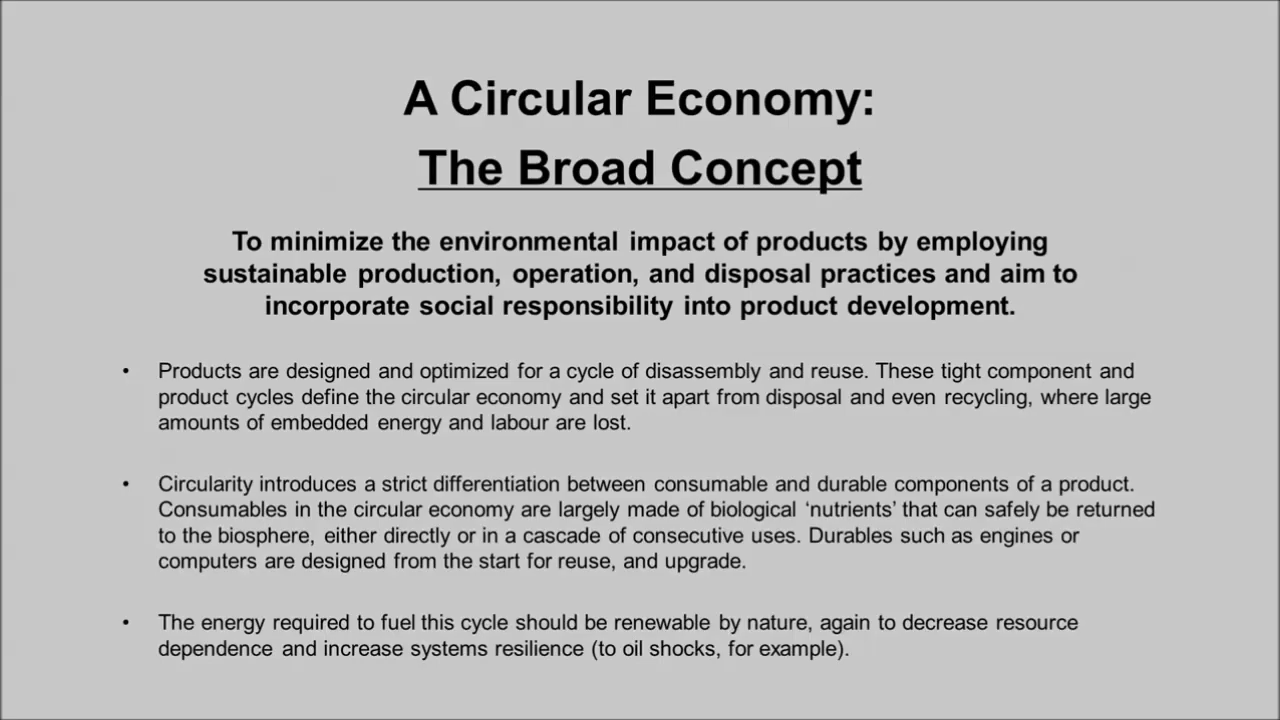 A Circular Economy:
The Broad Concept
To minimize the environmental impact of products by employing
sustainable production, operation, and disposal practices and aim to
incorporate social responsibility into product development.
• Products are designed and optimized for a cycle of disassembly and reuse. These tight component and
product cycles define the circular economy and set it apart from disposal and even recycling, where large
amounts of embedded energy and labour are lost.
• Circularity introduces a strict differentiation between consumable and durable components of a product.
Consumables in the circular economy are largely made of biological ‘nutrients’ that can safely be returned
to the biosphere, either directly or in a cascade of consecutive uses. Durables such as engines or
computers are designed from the start for reuse, and upgrade.
• The energy required to fuel this cycle should be renewable by nature, again to decrease resource
dependence and increase systems resilience (to oil shocks, for example).